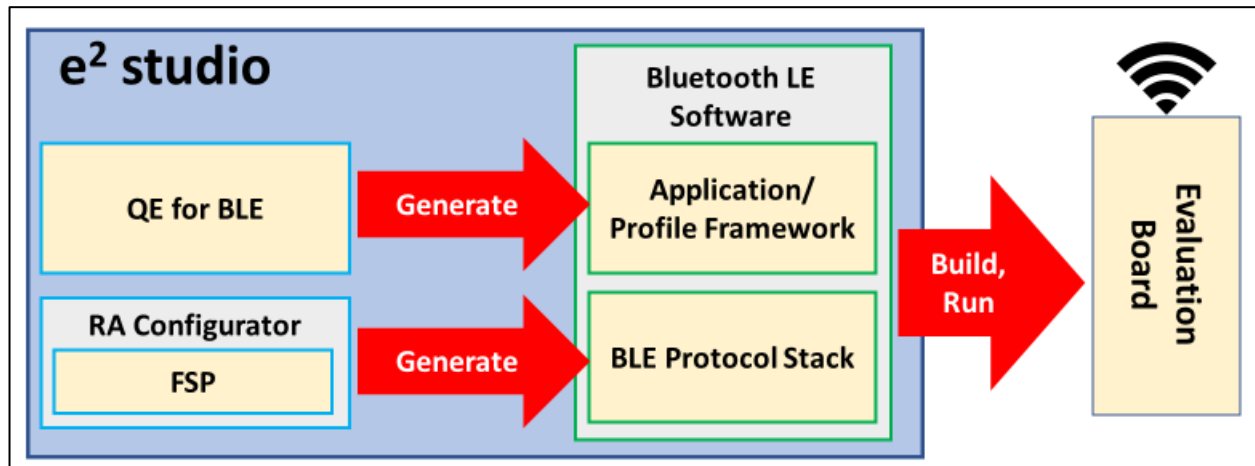 e² studio
Bluetooth LE
Software
QE for BLE
Generate
Application/
Profile Framework
RA Configurator
FSP
Generate
BLE Protocol Stack
Build,
Run
Evaluation
Board